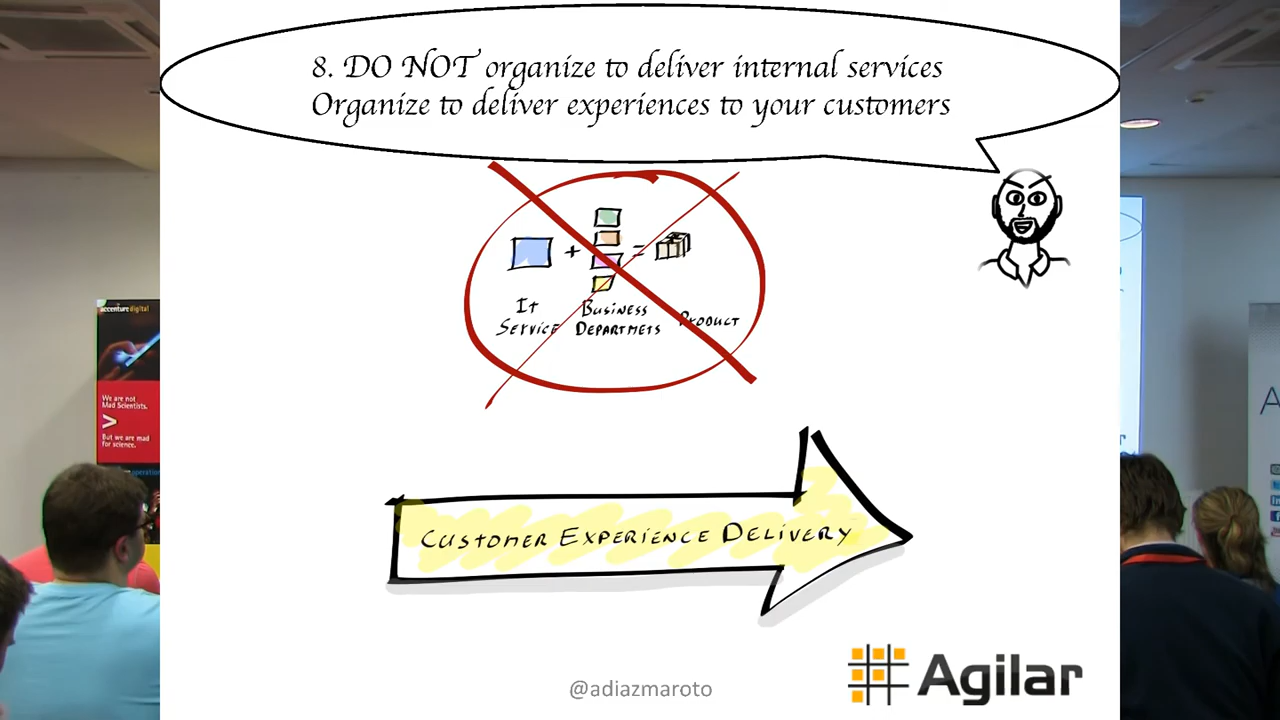 8. DO NOT organize to deliver internal services
Organize to deliver experiences to your customers
+
=
It
Service
Business
Departmets
Product
Customer Experience Delivery
@adiazmaroto
Agilar
accenture digital
We are not
Mad Scientists.
>
But we are mad
for science.
A